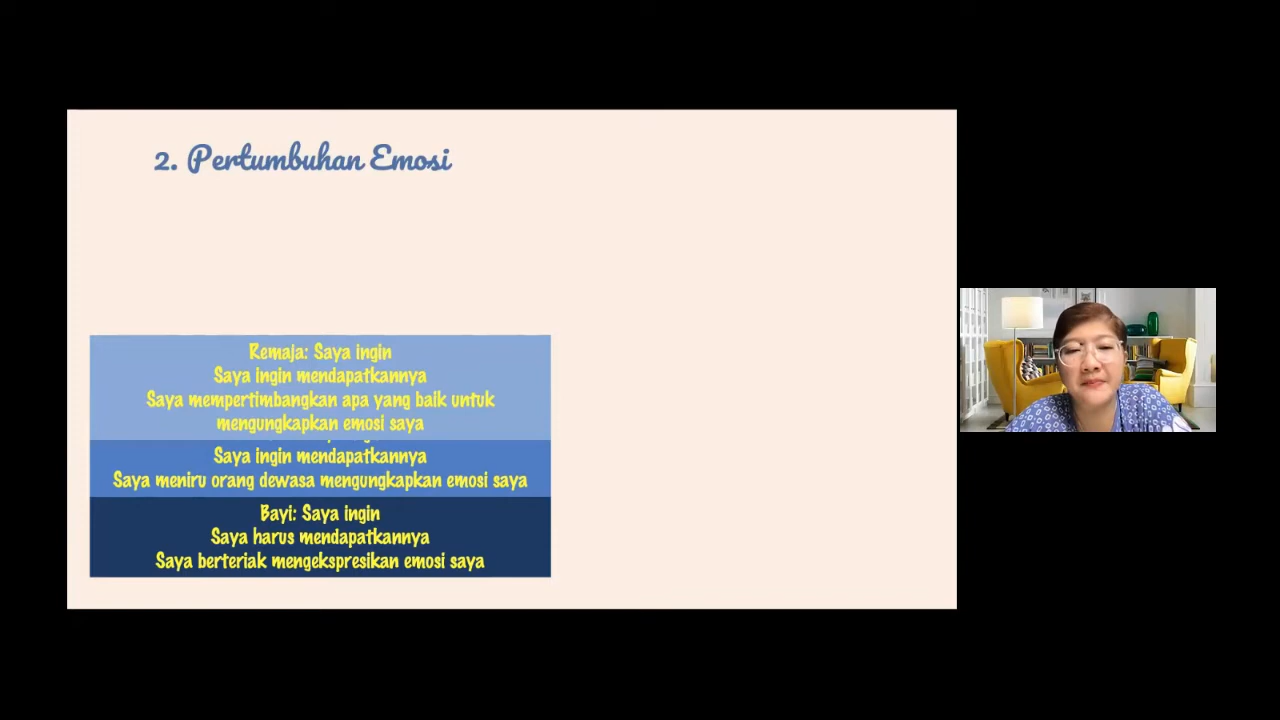 2. Pertumbuhan Emosi
Remaja: Saya ingin
Saya ingin mendapatkannya
Saya mempertimbangkan apa yang baik untuk
mengungkapkan emosi saya
Saya ingin mendapatkannya
Saya meniru orang dewasa mengungkapkan emosi saya
Bayi: Saya ingin
Saya harus mendapatkannya
Saya berteriak mengekspresikan emosi saya